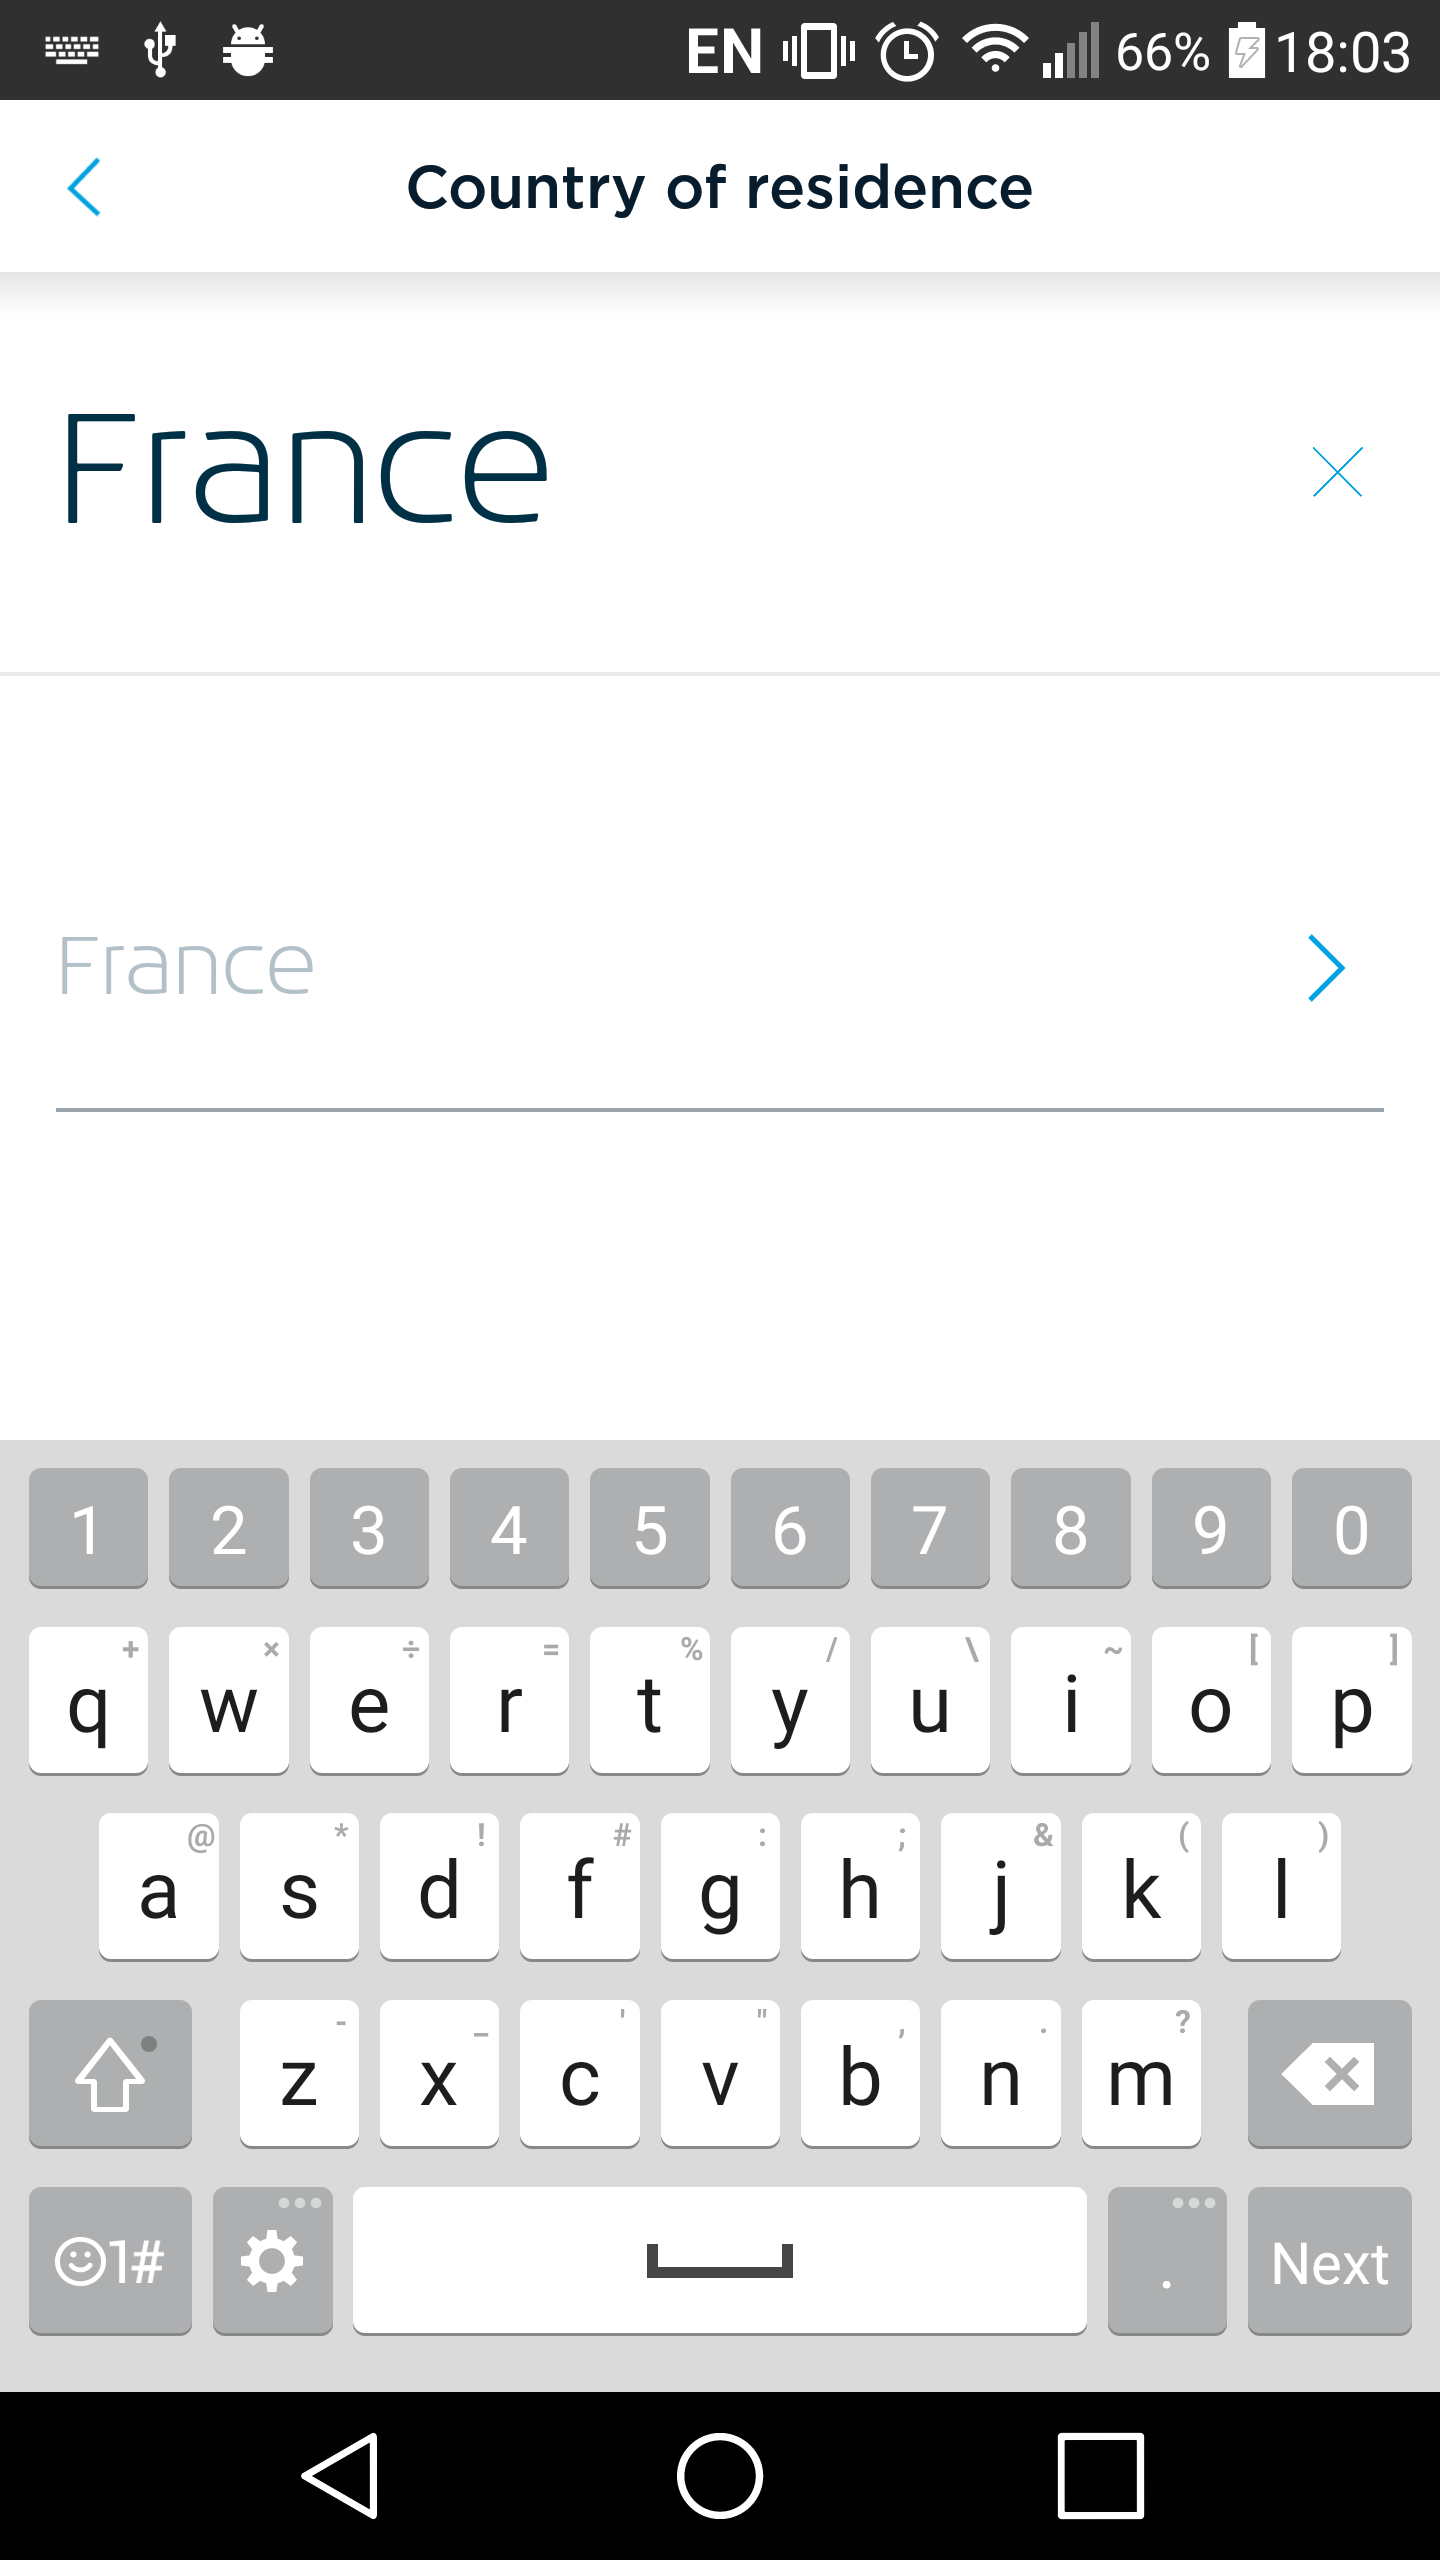 EN 66% 18:03
Country of residence
France
France
1 2 3 4 5 6 7 8 9 0
+ × ÷ = % / \ ~ [ ]
q w e r t y u i o p
@ * ! # : ; & ( )
a s d f g h j k l
- _ ' " , . ?
z x c v b n m
1# . Next